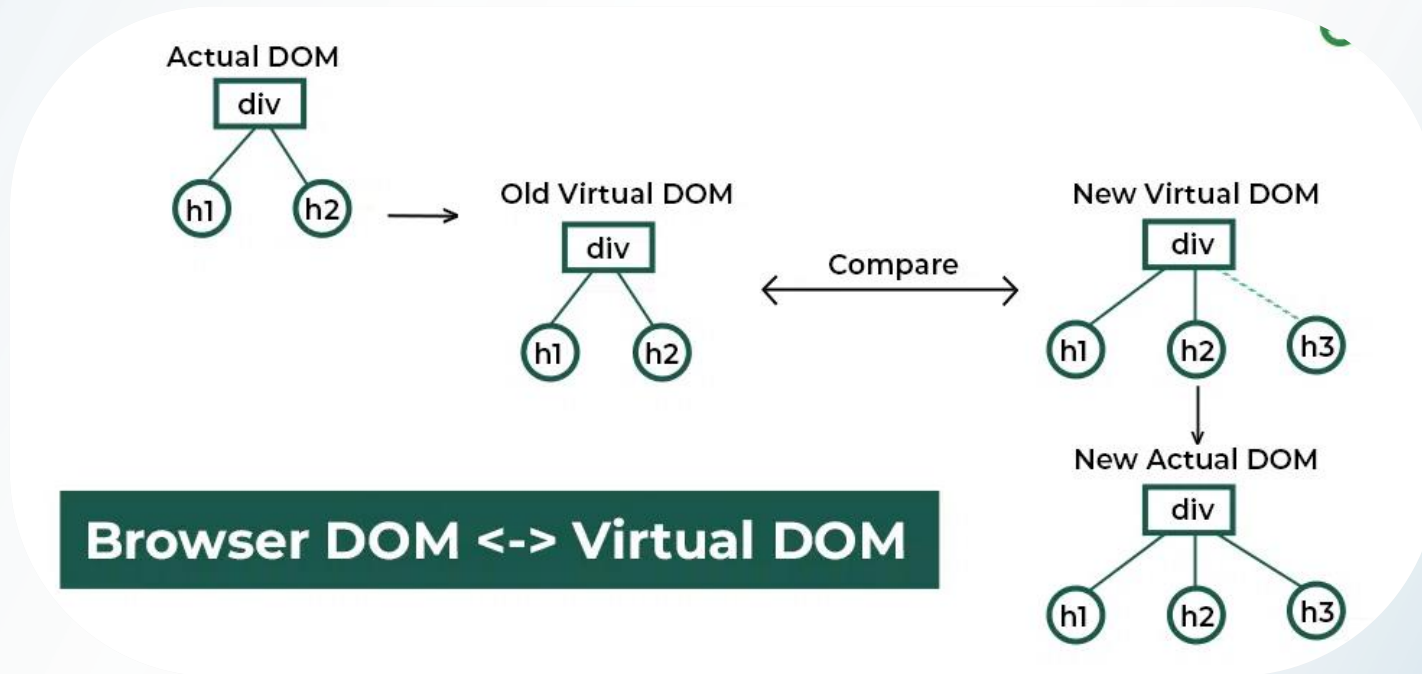 Actual DOM
div
h1
h2
Old Virtual DOM
div
h1
h2
Compare
New Virtual DOM
div
h1
h2
h3
New Actual DOM
div
h1
h2
h3
Browser DOM <-> Virtual DOM